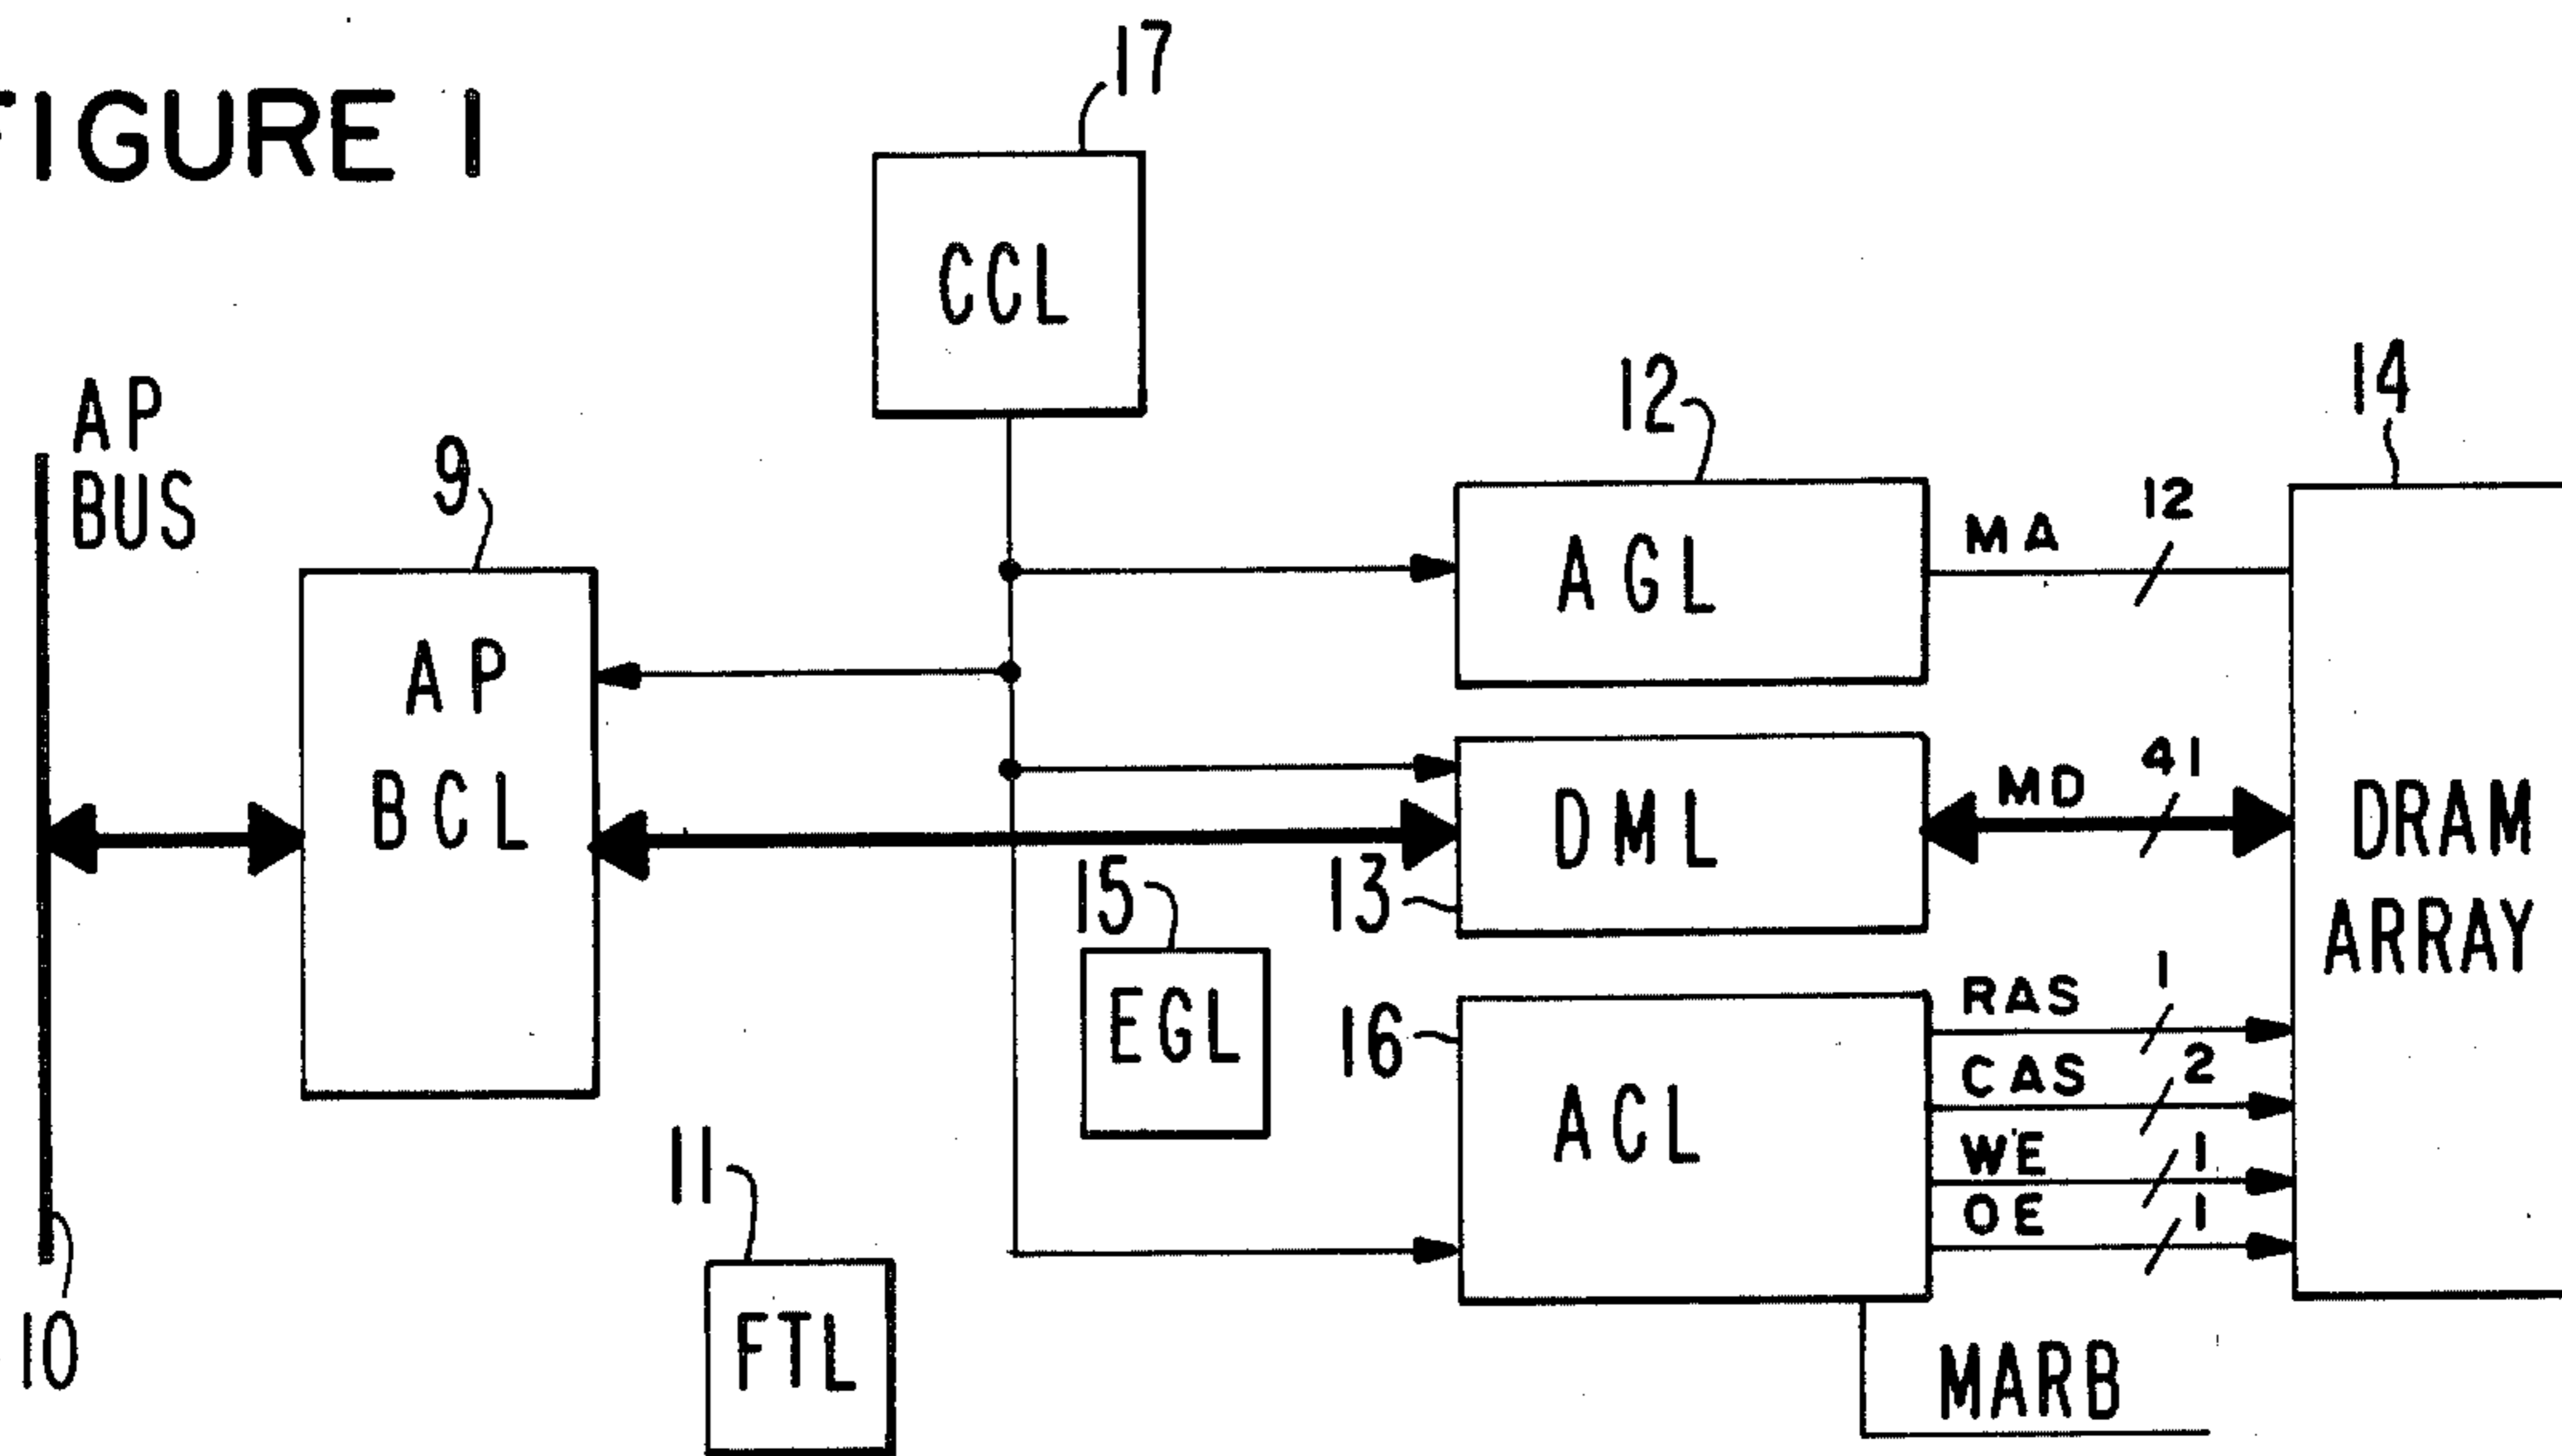 FIGURE 1
17
CCL
AP
BUS
9
12
14
AP
BCL
AGL
MA
12
DML
MD
41
DRAM
ARRAY
15
13
EGL
16
ACL
RAS
1
CAS
2
WE
1
OE
1
11
FTL
10
MARB